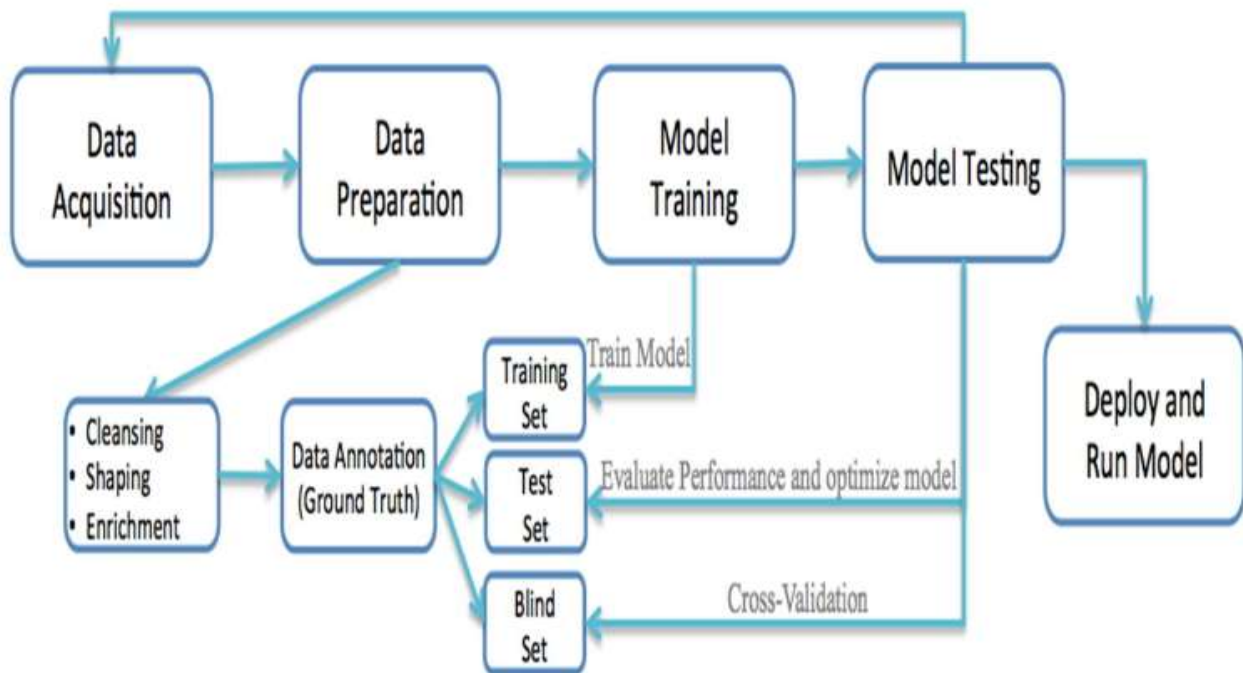 Data
Acquisition
Data
Preparation
Model
Training
Model Testing
Deploy and
Run Model
• Cleansing
• Shaping
• Enrichment
Data Annotation
(Ground Truth)
Training
Set
Train Model
Test
Set
Evaluate Performance and optimize model
Blind
Set
Cross-Validation